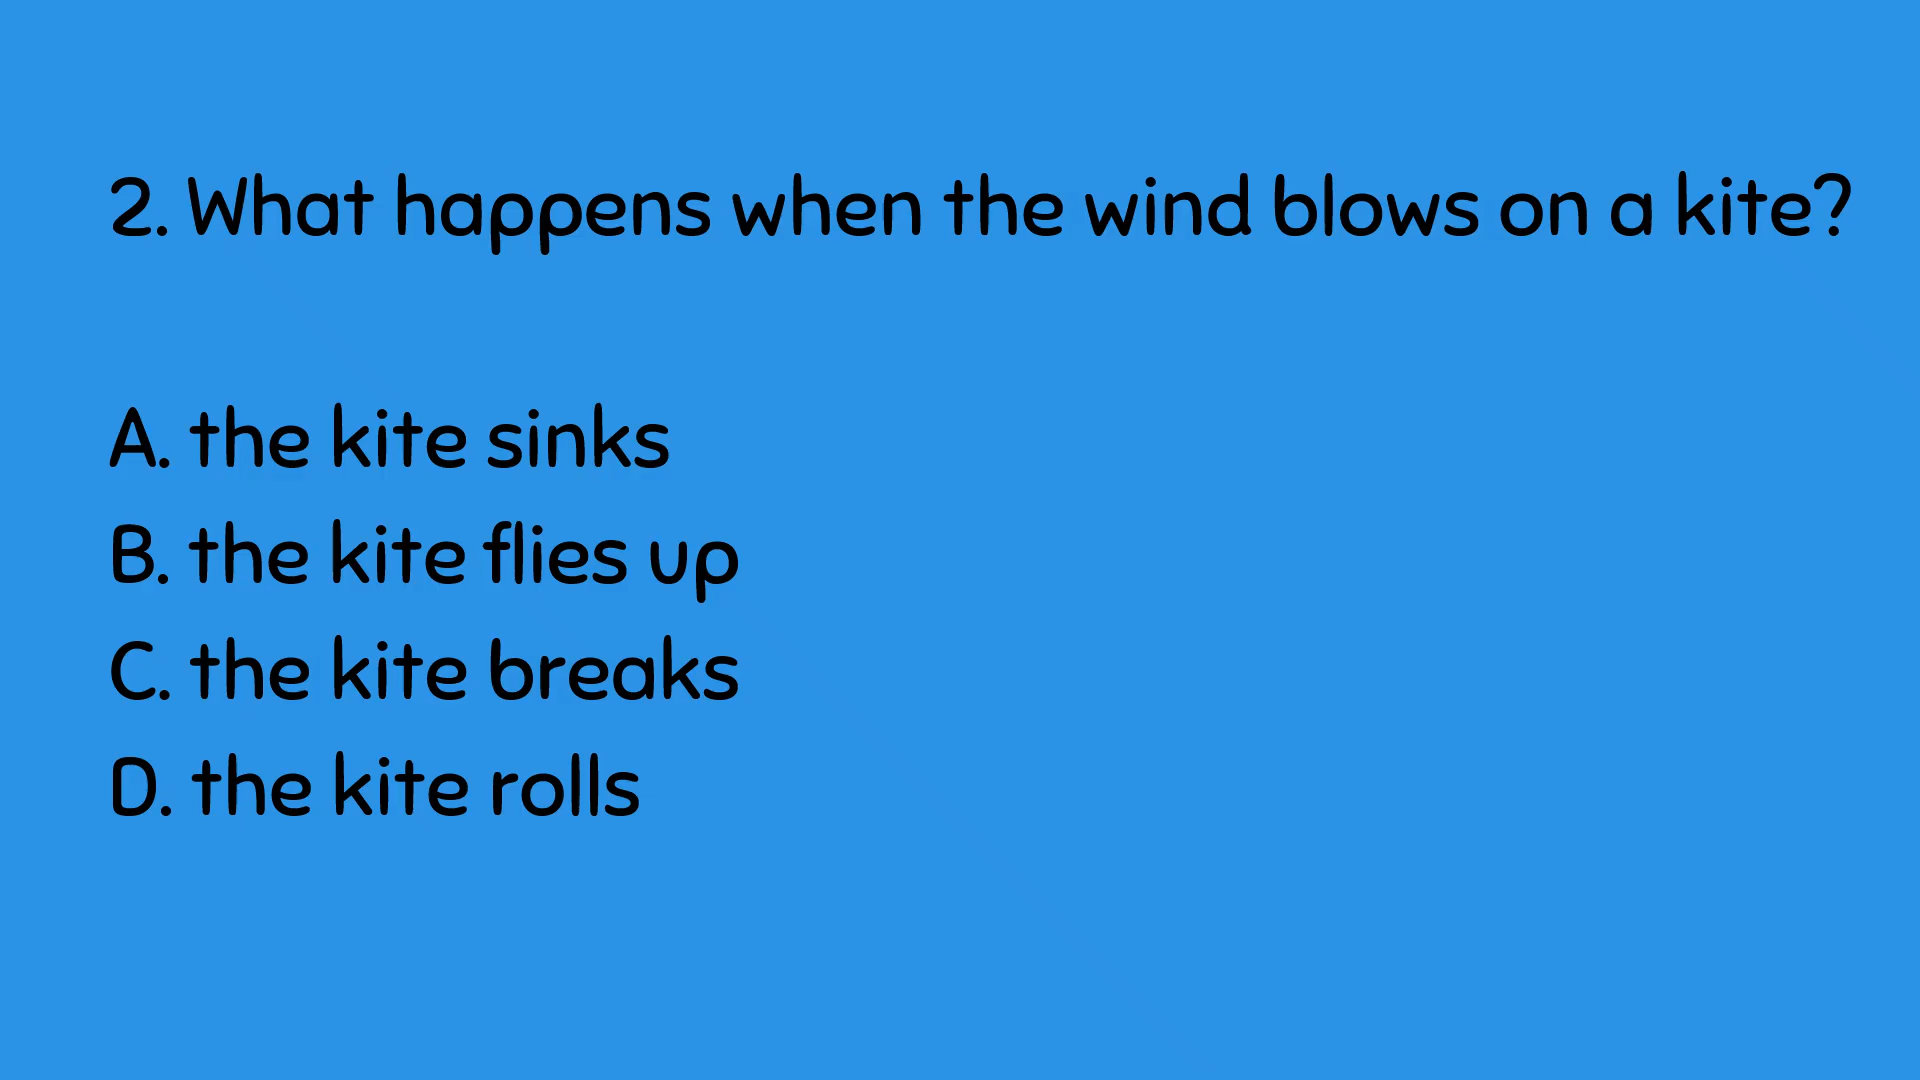 2. What happens when the wind blows on a kite?
A. the kite sinks
B. the kite flies up
C. the kite breaks
D. the kite rolls